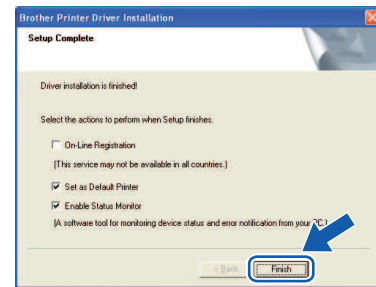 Brother Printer Driver Installation
Setup Complete
Driver installation is finished!
Select the actions to perform when Setup finishes.
On-Line Registration
(This service may not be available in all countries.)
Set as Default Printer
Enable Status Monitor
(A software tool for monitoring device status and error notification from your PC.)
< Back
Finish